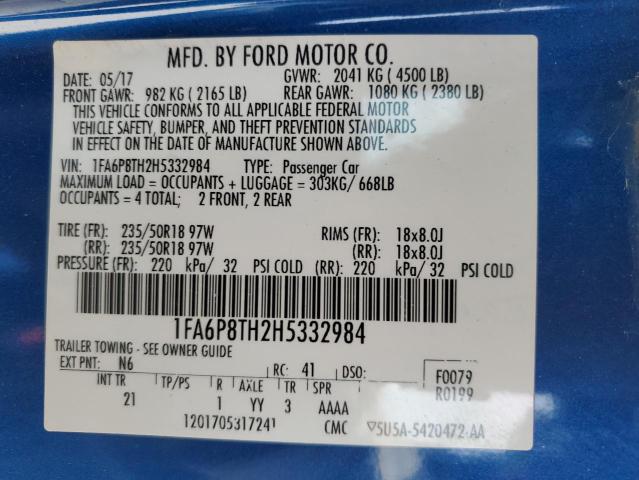 MFD. BY FORD MOTOR CO.
DATE: 05/17 GVWR: 2041 KG ( 4500 LB)
FRONT GAWR: 982 KG ( 2165 LB) REAR GAWR: 1080 KG ( 2380 LB)
THIS VEHICLE CONFORMS TO ALL APPLICABLE FEDERAL MOTOR
VEHICLE SAFETY, BUMPER, AND THEFT PREVENTION STANDARDS
IN EFFECT ON THE DATE OF MANUFACTURE SHOWN ABOVE.
VIN: 1FA6P8TH2H5332984 TYPE: Passenger Car
MAXIMUM LOAD = OCCUPANTS + LUGGAGE = 303KG/ 668LB
OCCUPANTS = 4 TOTAL; 2 FRONT, 2 REAR
TIRE (FR): 235/50R18 97W RIMS (FR): 18x8.0J
(RR): 235/50R18 97W (RR): 18x8.0J
PRESSURE (FR): 220 kPa/ 32 PSI COLD (RR): 220 kPa/ 32 PSI COLD
1FA6P8TH2H5332984
TRAILER TOWING - SEE OWNER GUIDE
EXT PNT: N6 RC: 41 DSO: F0079
R0199
INT TR TP/PS R AXLE TR SPR
21 1 YY 3 AAAA
1201705317241 CMC 5U5A-5420472-AA